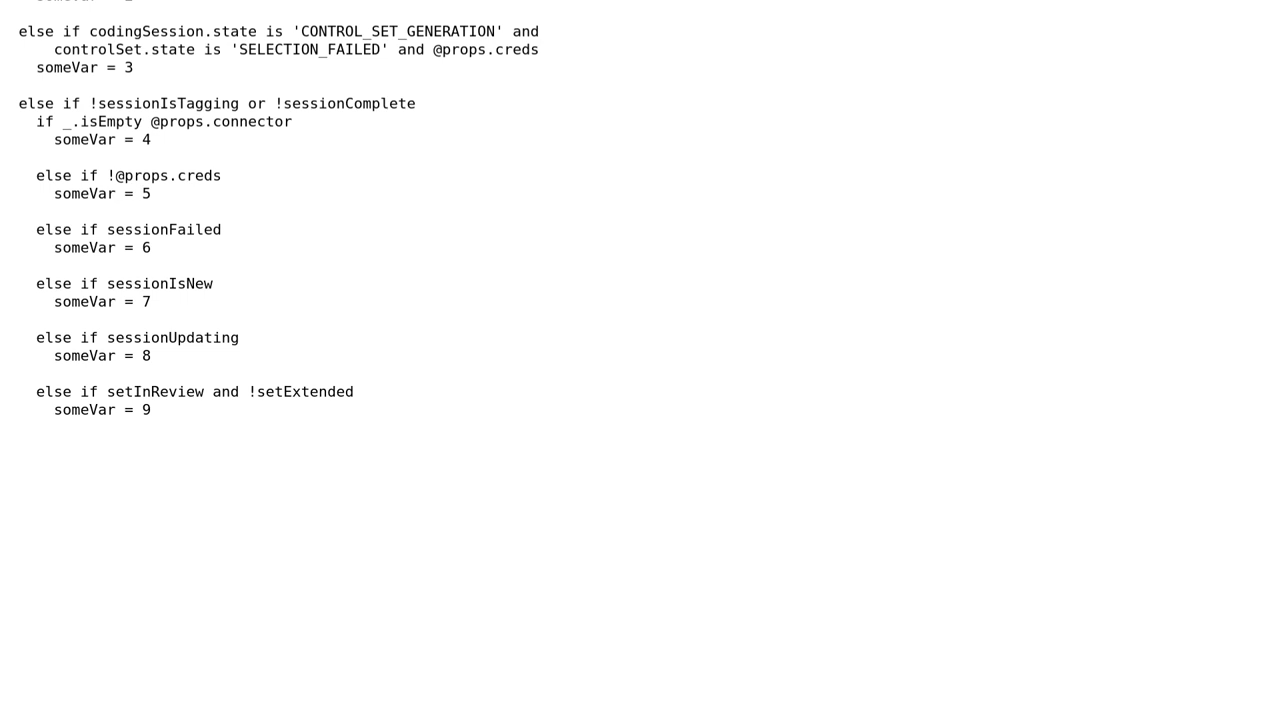 else if codingSession.state is 'CONTROL_SET_GENERATION' and
controlSet.state is 'SELECTION_FAILED' and @props.creds
someVar = 3
else if !sessionIsTagging or !sessionComplete
if _.isEmpty @props.connector
someVar = 4
else if !@props.creds
someVar = 5
else if sessionFailed
someVar = 6
else if sessionIsNew
someVar = 7
else if sessionUpdating
someVar = 8
else if setInReview and !setExtended
someVar = 9